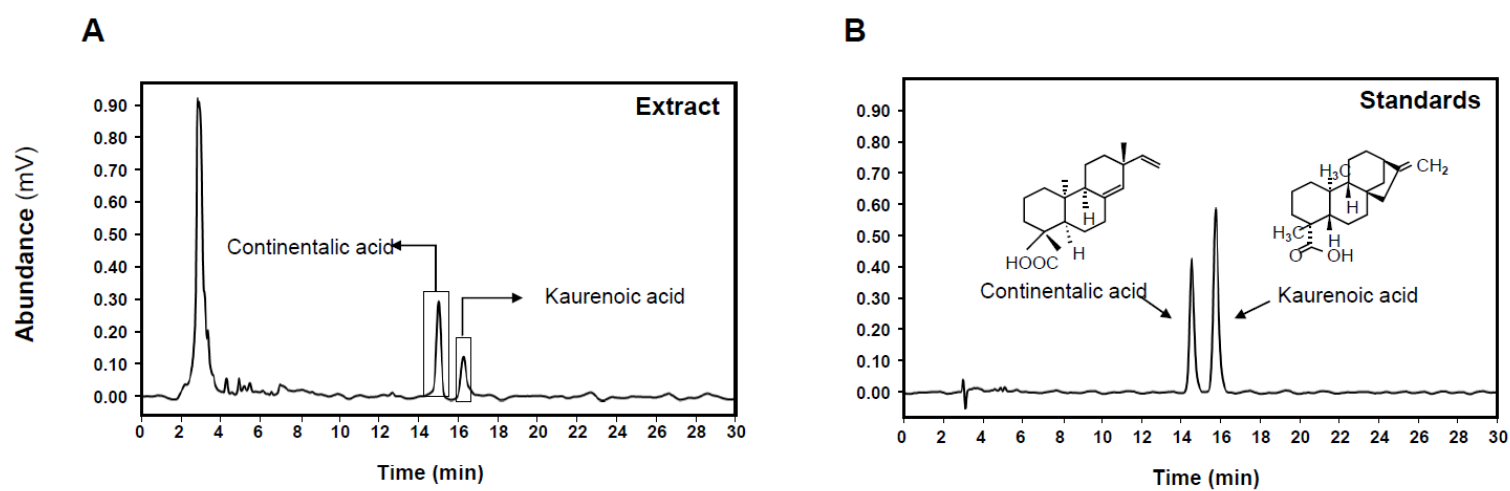 A
Extract
Abundance (mV)
0.90
0.80
0.70
0.60
0.50
0.40
0.30
0.20
0.10
0.00
Continentalic acid
Kaurenoic acid
0 2 4 6 8 10 12 14 16 18 20 22 24 26 28 30
Time (min)
B
Standards
0.90
0.80
0.70
0.60
0.50
0.40
0.30
0.20
0.10
0.00
H
H
HOOC
H₃C
CH₂
H
H₃C
H
O
OH
Continentalic acid
Kaurenoic acid
0 2 4 6 8 10 12 14 16 18 20 22 24 26 28 30
Time (min)